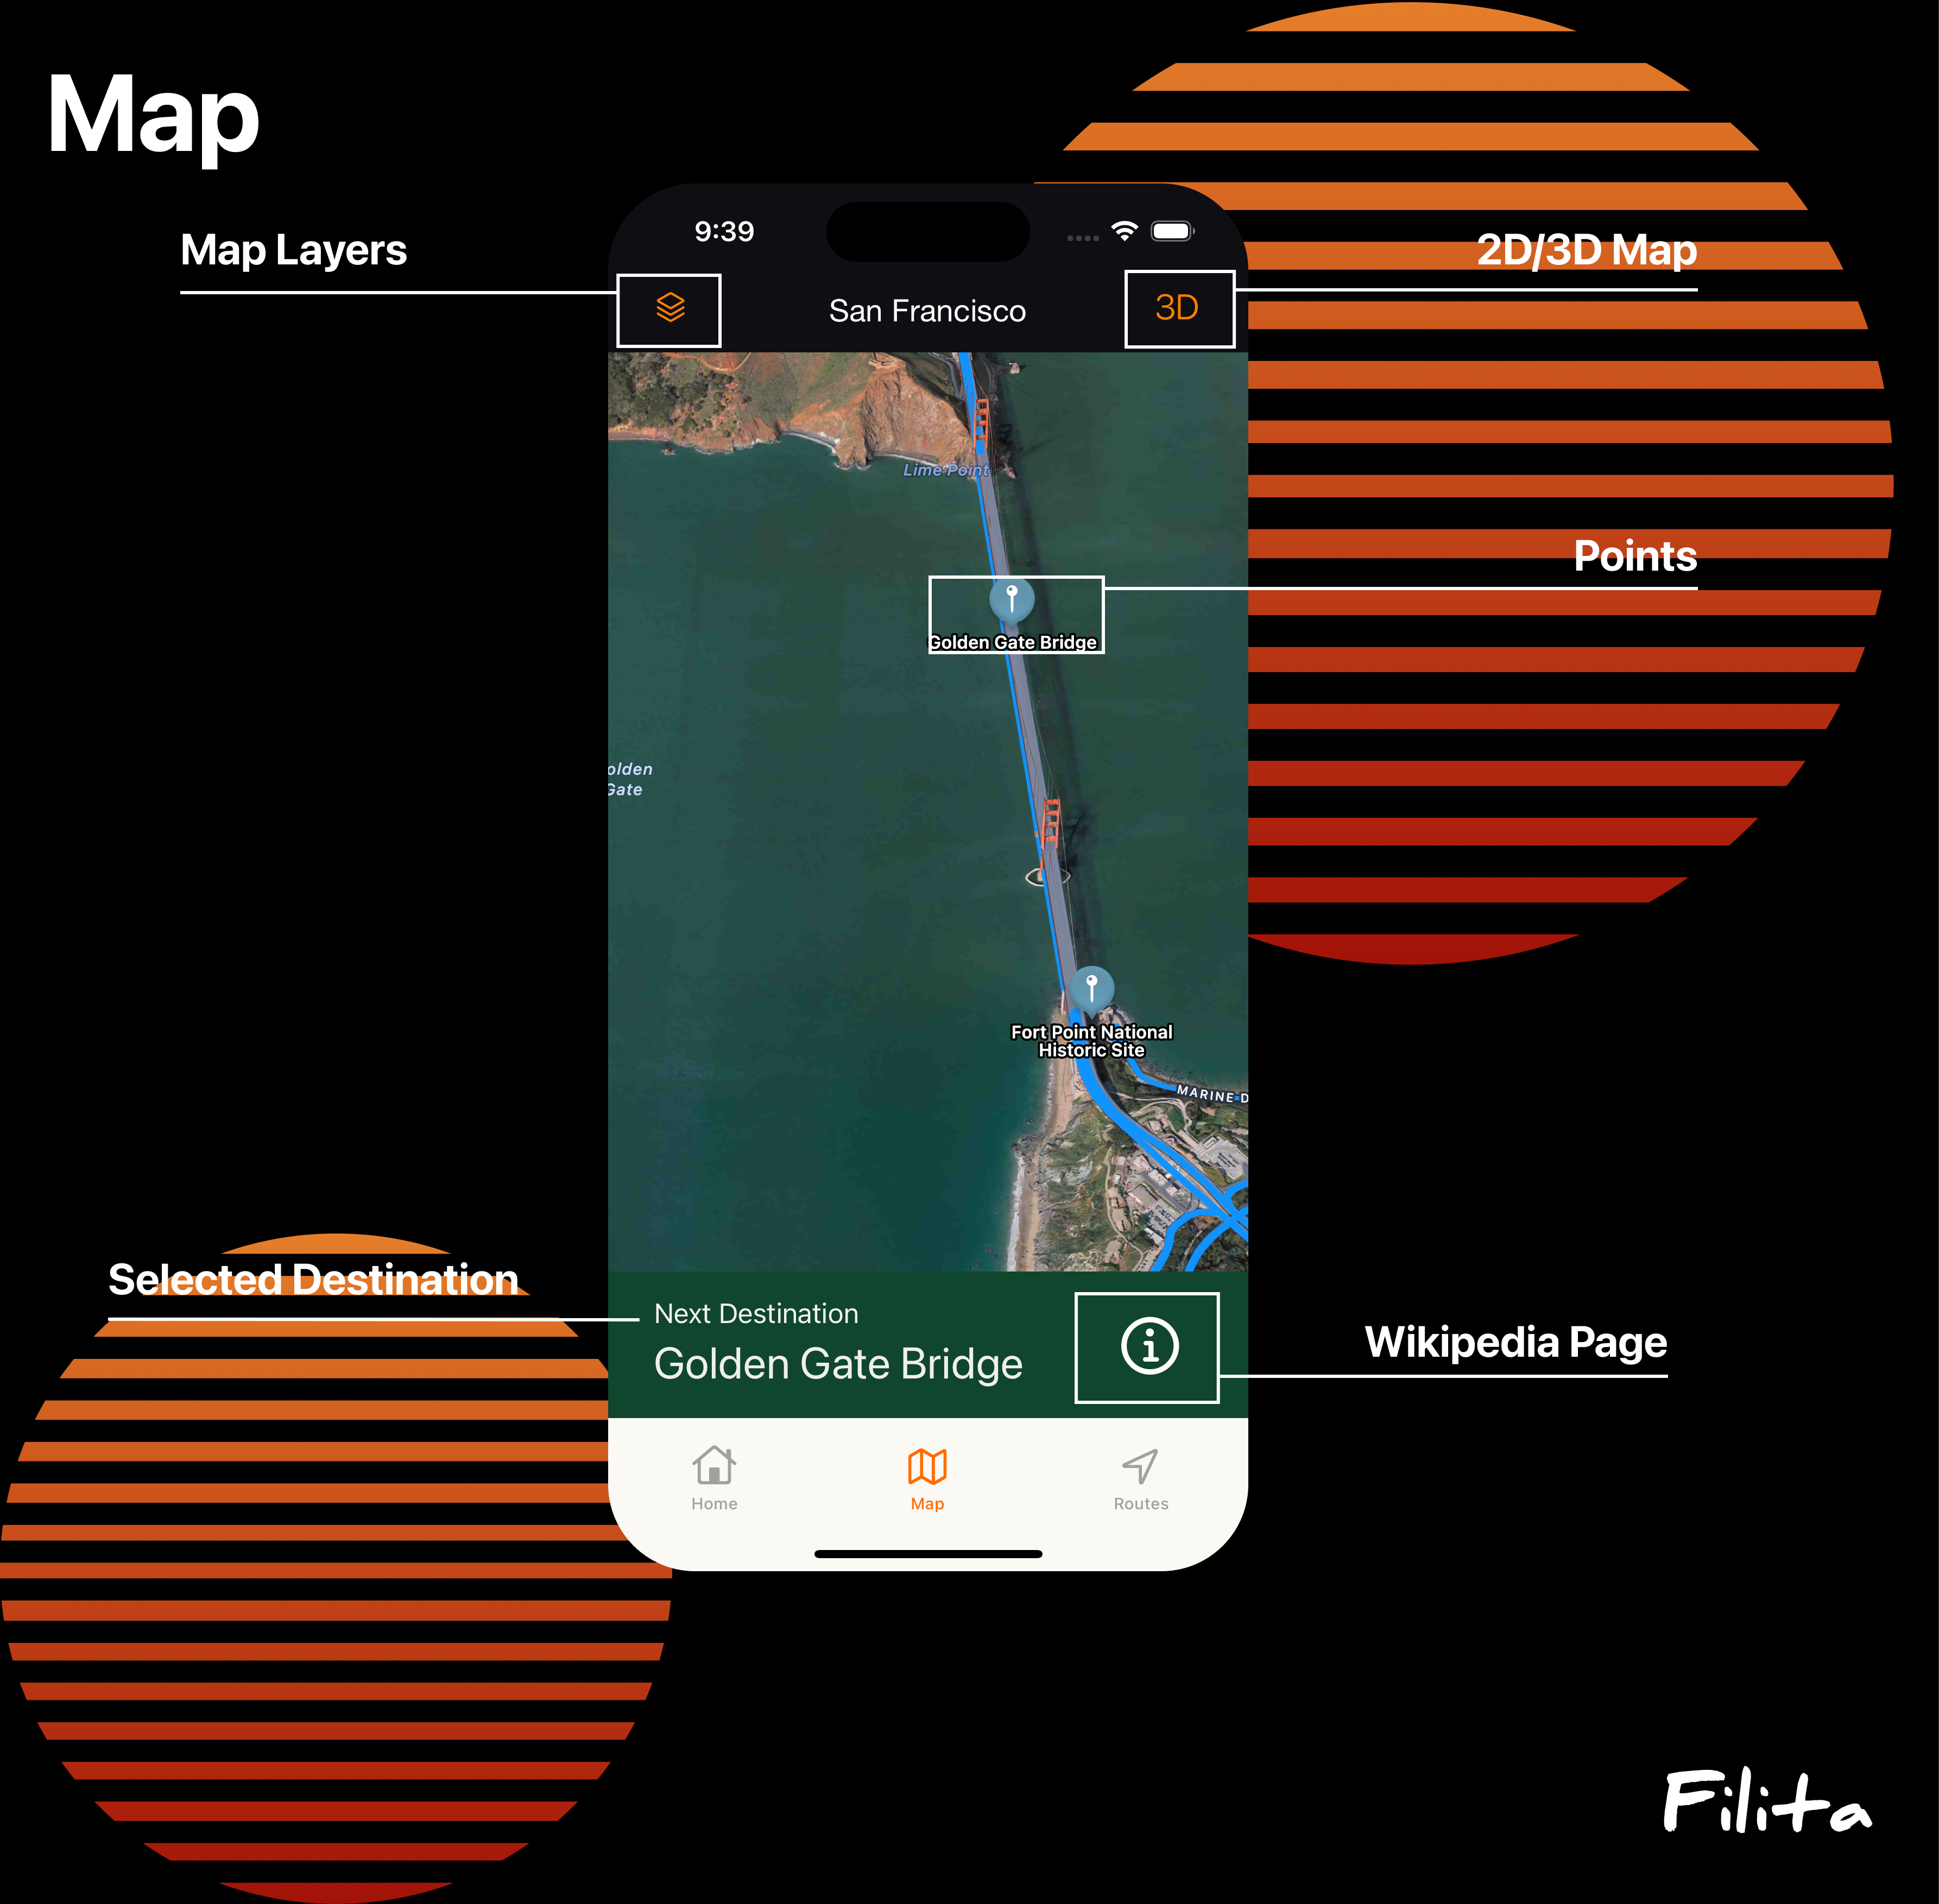 Map
Map Layers
2D/3D Map
9:39
San Francisco
3D
Lime Point
Points
Golden Gate Bridge
olden
Gate
Fort Point National
Historic Site
MARINE D
Selected Destination
Next Destination
Golden Gate Bridge
Wikipedia Page
Home
Map
Routes
Filita